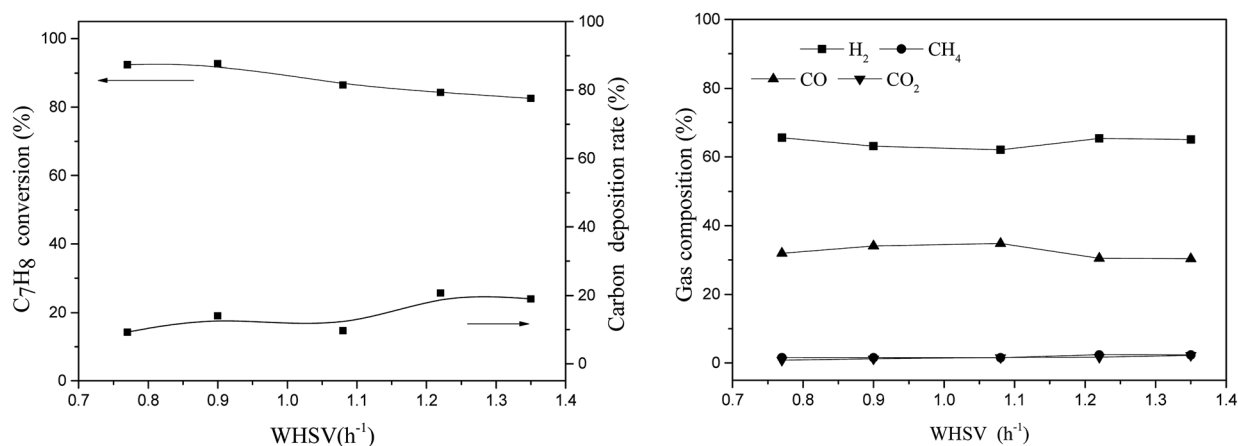 100
80
60
40
20
0
C7H8 conversion (%)
100
80
60
40
20
0
Carbon deposition rate (%)
0.7 0.8 0.9 1.0 1.1 1.2 1.3 1.4
WHSV(h⁻¹)
100
80
60
40
20
0
Gas composition (%)
H₂ CH₄
CO CO₂
0.7 0.8 0.9 1.0 1.1 1.2 1.3 1.4
WHSV (h⁻¹)